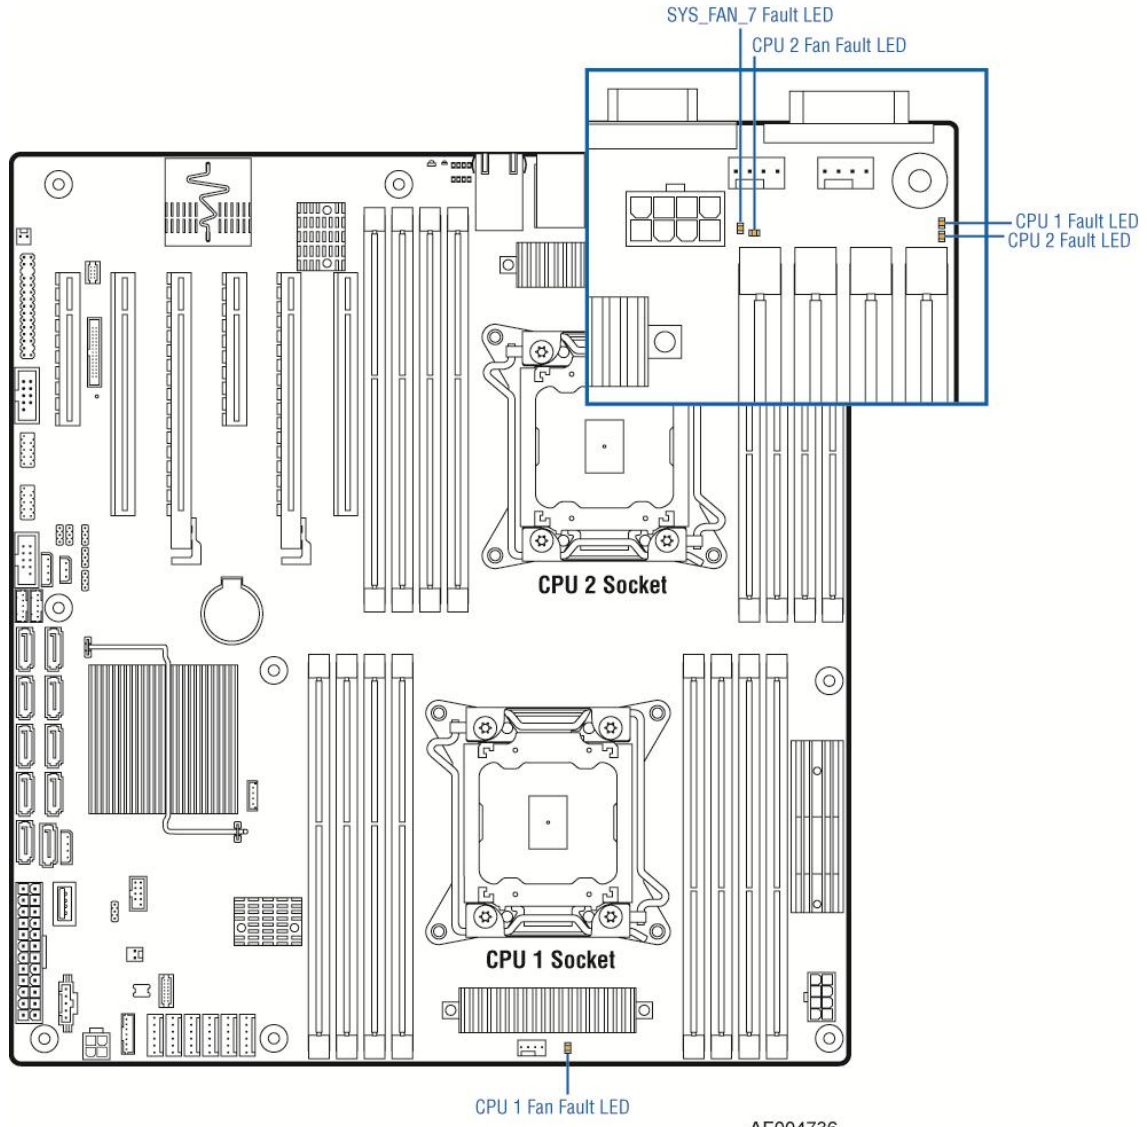 SYS_FAN_7 Fault LED
CPU 2 Fan Fault LED
CPU 1 Fault LED
CPU 2 Fault LED
CPU 2 Socket
CPU 1 Socket
CPU 1 Fan Fault LED
AF004736